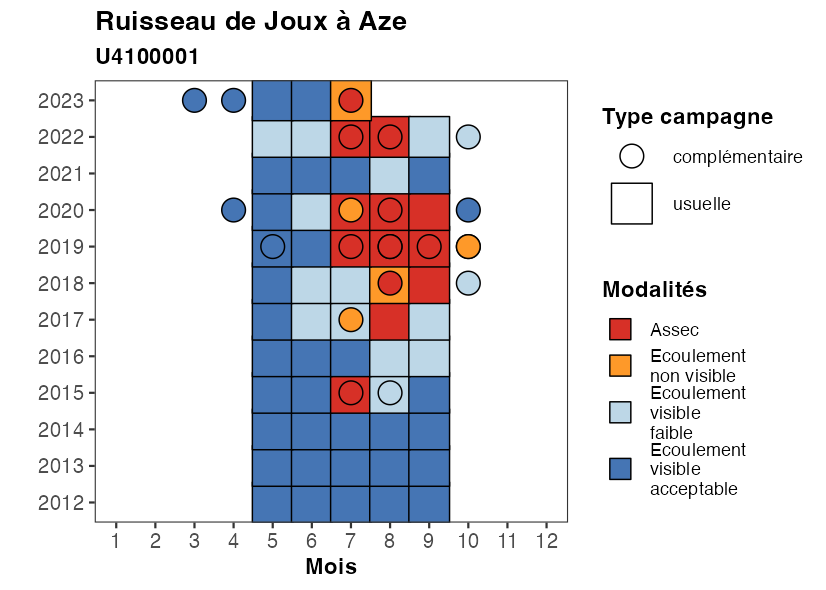 Ruisseau de Joux à Aze
U4100001
2023
2022
2021
2020
2019
2018
2017
2016
2015
2014
2013
2012
1 2 3 4 5 6 7 8 9 10 11 12
Mois
Type campagne
complémentaire
usuelle
Modalités
Assec
Ecoulement
non visible
Ecoulement
visible
faible
Ecoulement
visible
acceptable